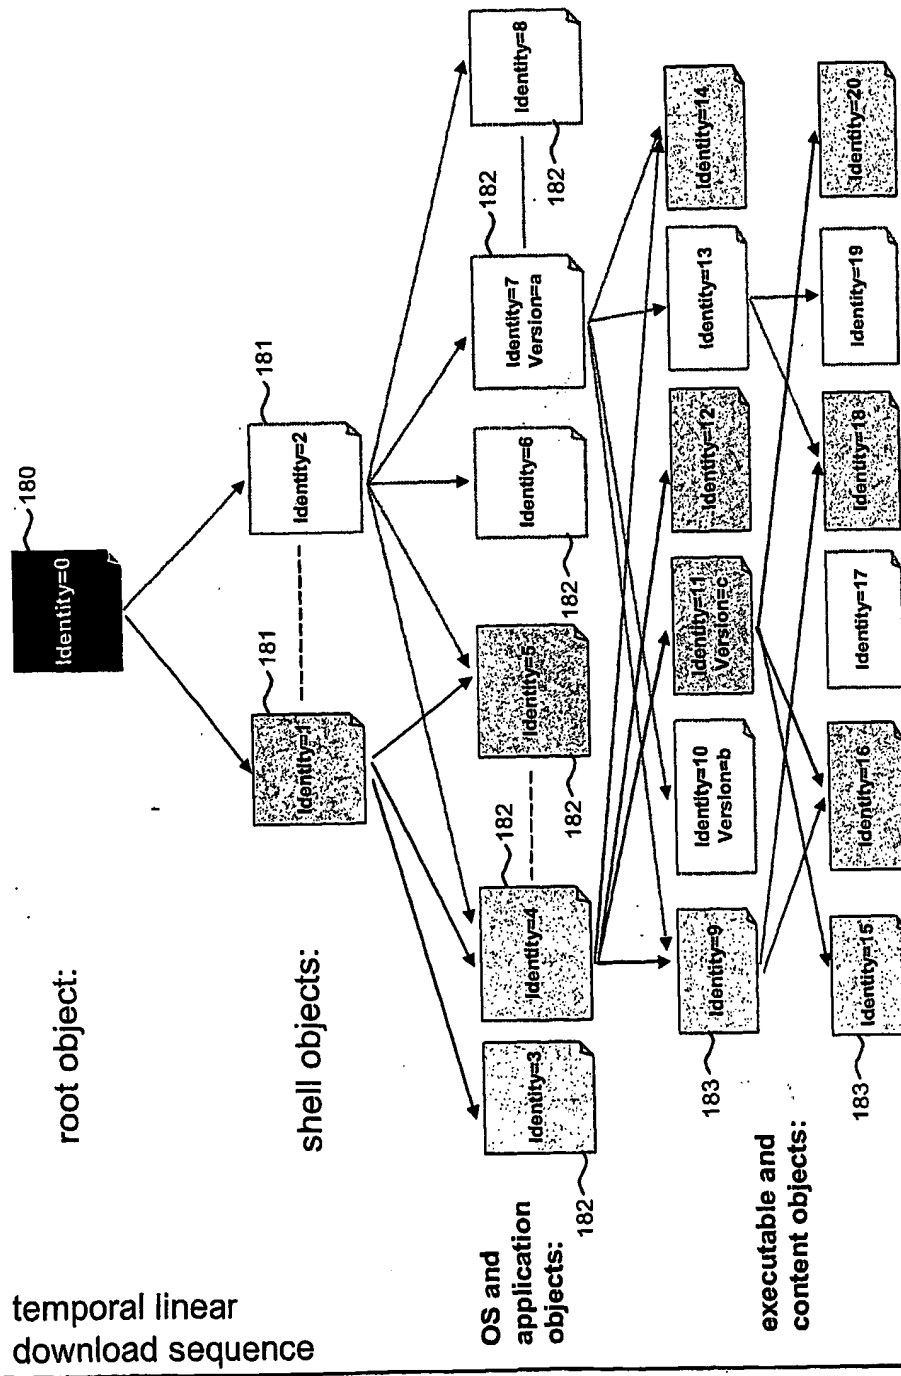 temporal linear
download sequence
root object:
Identity=0
180
shell objects:
Identity=1
181
Identity=2
181
OS and
application
objects:
Identity=3
182
Identity=4
182
Identity=5
182
182
Identity=6
182
Identity=7
Version=a
182
Identity=8
182
executable and
content objects:
Identity=9
183
Identity=10
Version=b
Identity=11
Version=c
Identity=12
Identity=13
Identity=14
Identity=15
183
Identity=16
Identity=17
Identity=18
Identity=19
Identity=20